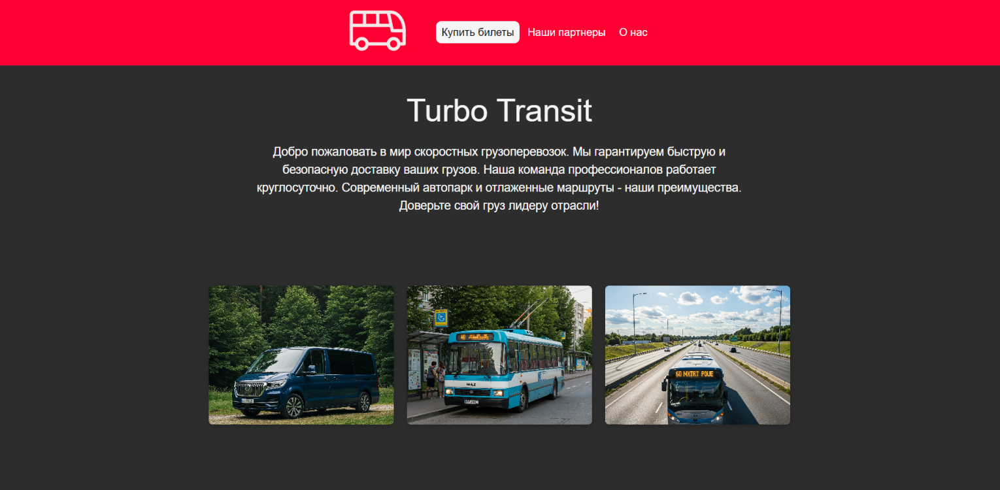 Купить билеты Наши партнеры О нас
Turbo Transit
Добро пожаловать в мир скоростных грузоперевозок. Мы гарантируем быструю и
безопасную доставку ваших грузов. Наша команда профессионалов работает
круглосуточно. Современный автопарк и отлаженные маршруты - наши преимущества.
Доверьте свой груз лидеру отрасли!
40
MAZ
60 MXTRT POUE